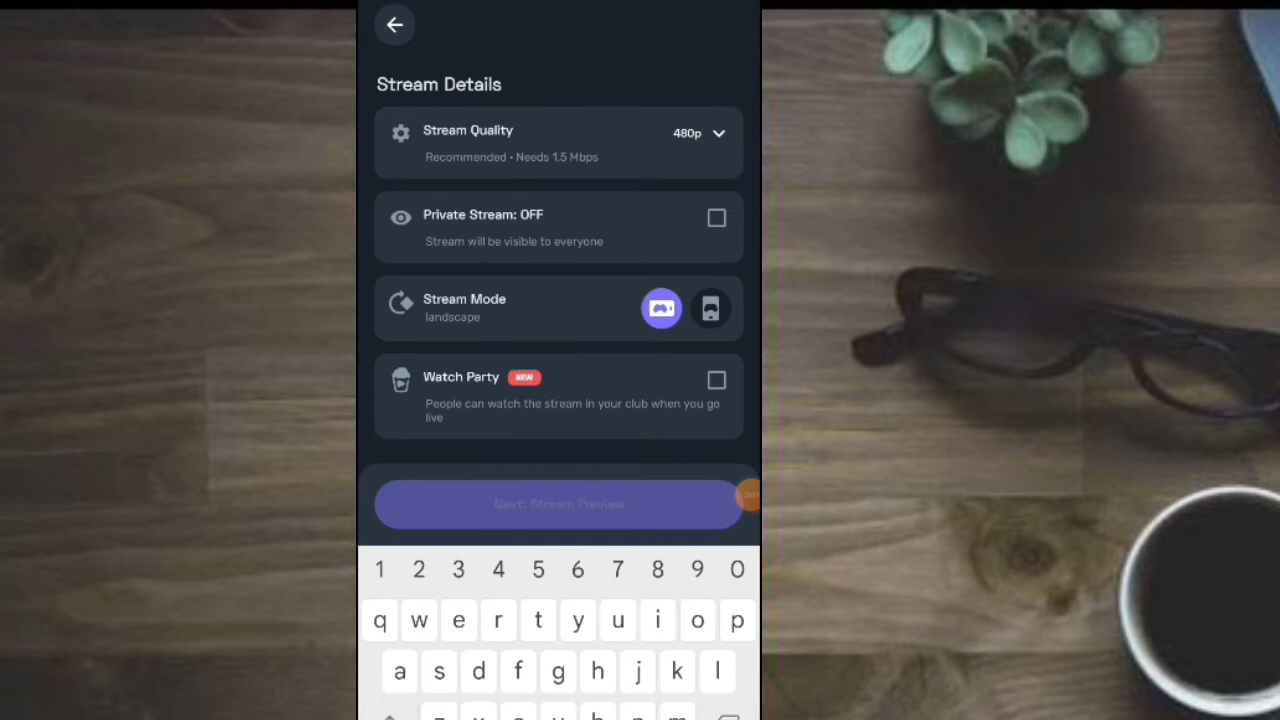 Stream Details
Stream Quality
480p
Recommended • Needs 1.5 Mbps
Private Stream: OFF
Stream will be visible to everyone
Stream Mode
landscape
Watch Party NEW
People can watch the stream in your club when you go
live
Next: Stream Preview
1 2 3 4 5 6 7 8 9 0
q w e r t y u i o p
a s d f g h j k l